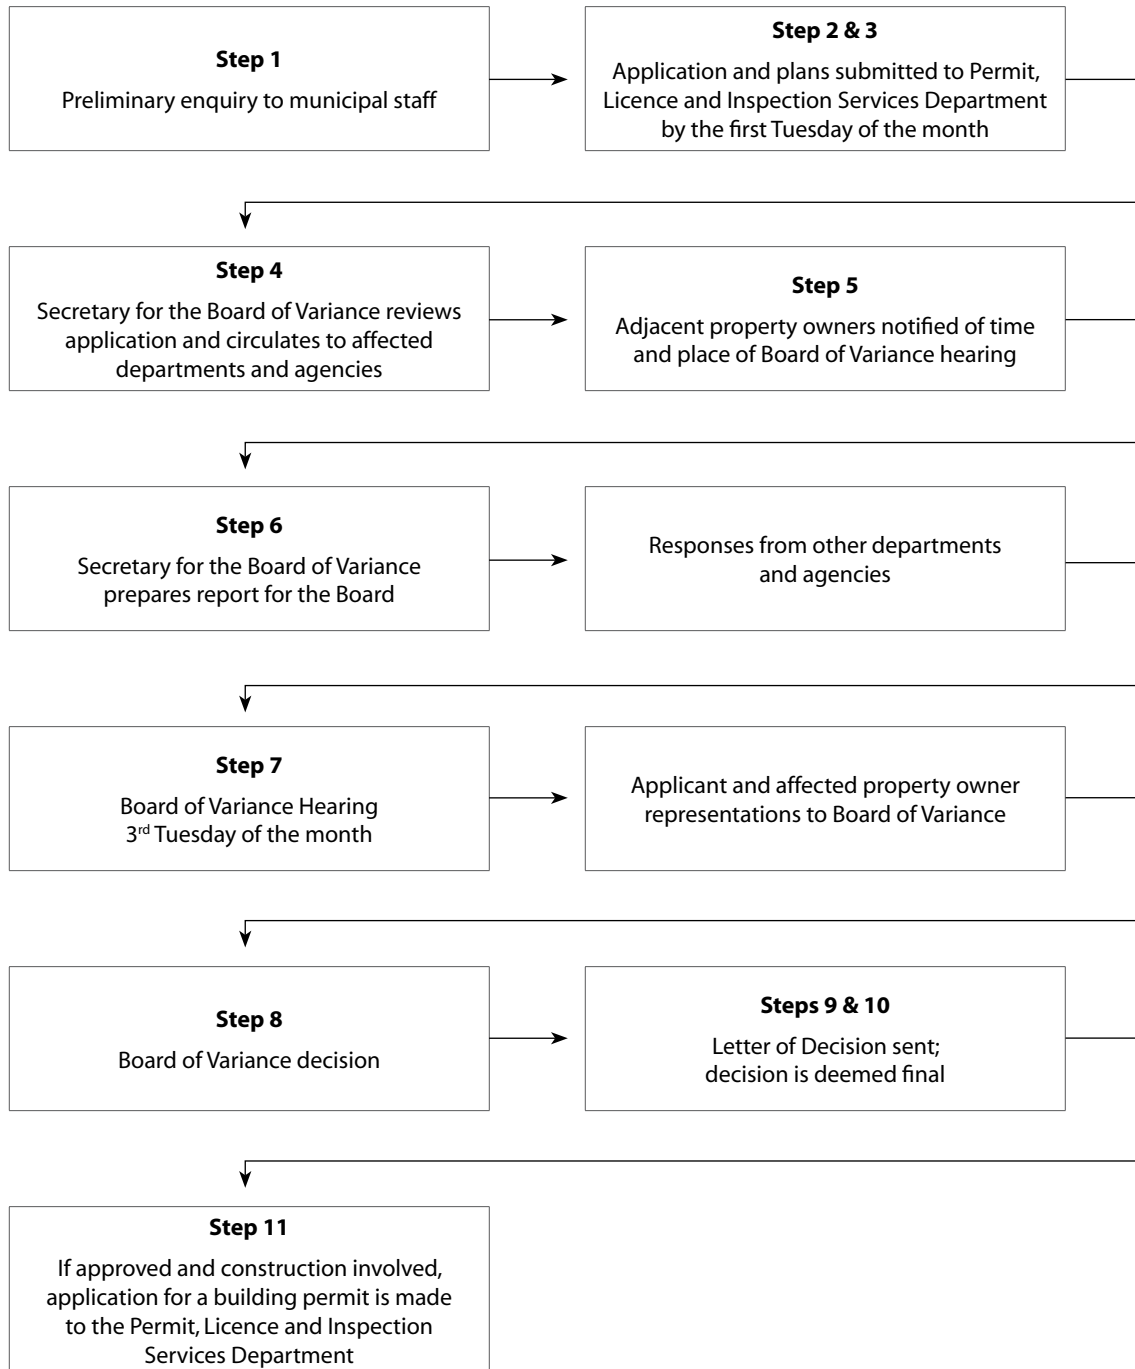 Step 1
Preliminary enquiry to municipal staff
Step 2 & 3
Application and plans submitted to Permit,
Licence and Inspection Services Department
by the first Tuesday of the month
Step 4
Secretary for the Board of Variance reviews
application and circulates to affected
departments and agencies
Step 5
Adjacent property owners notified of time
and place of Board of Variance hearing
Step 6
Secretary for the Board of Variance
prepares report for the Board
Responses from other departments
and agencies
Step 7
Board of Variance Hearing
3rd Tuesday of the month
Applicant and affected property owner
representations to Board of Variance
Step 8
Board of Variance decision
Steps 9 & 10
Letter of Decision sent;
decision is deemed final
Step 11
If approved and construction involved,
application for a building permit is made
to the Permit, Licence and Inspection
Services Department